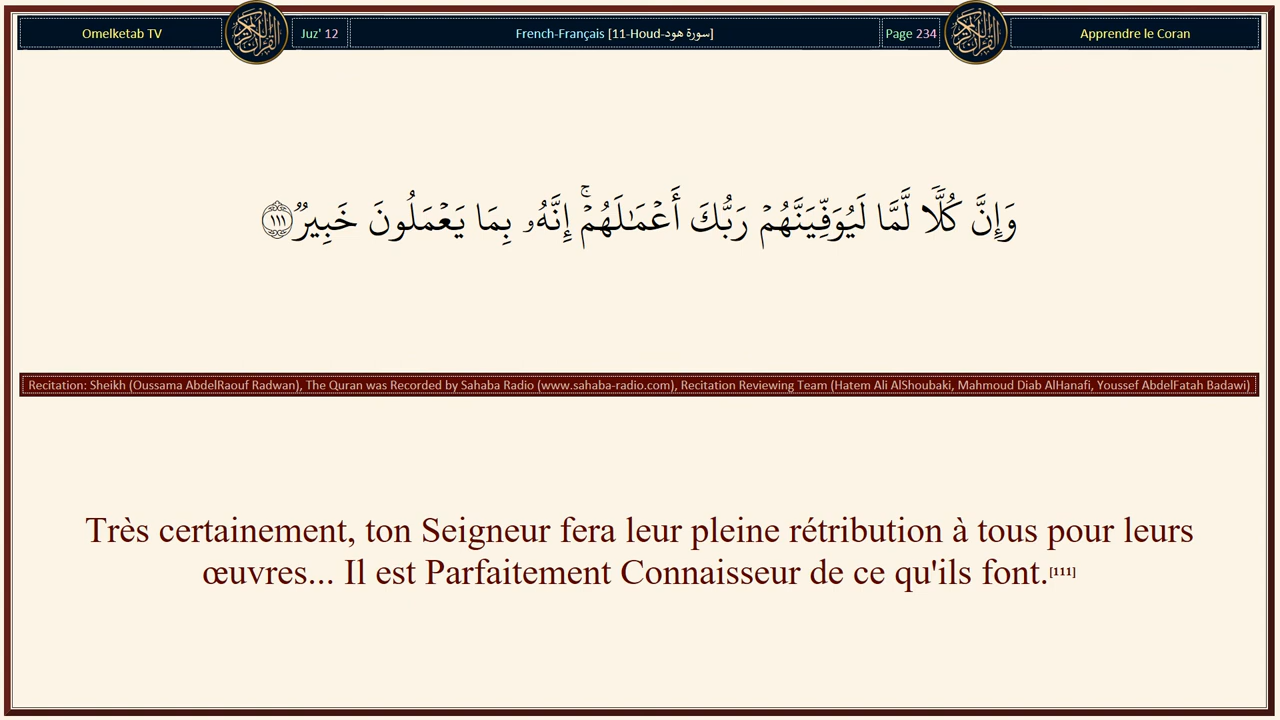 Omelketab TV
Juz' 12
French-Français [11-Houd-سورة هود]
Page 234
Apprendre le Coran
وَإِنَّ كُلّٗا لَّمَّا لَيُوَفِّيَنَّهُمۡ رَبُّكَ أَعۡمَٰلَهُمۡۚ إِنَّهُۥ بِمَا يَعۡمَلُونَ خَبِيرٞ ١١١
Recitation: Sheikh (Oussama AbdelRaouf Radwan), The Quran was Recorded by Sahaba Radio (www.sahaba-radio.com), Recitation Reviewing Team (Hatem Ali AlShoubaki, Mahmoud Diab AlHanafi, Youssef AbdelFatah Badawi)
Très certainement, ton Seigneur fera leur pleine rétribution à tous pour leurs
œuvres... Il est Parfaitement Connaisseur de ce qu'ils font.[111]